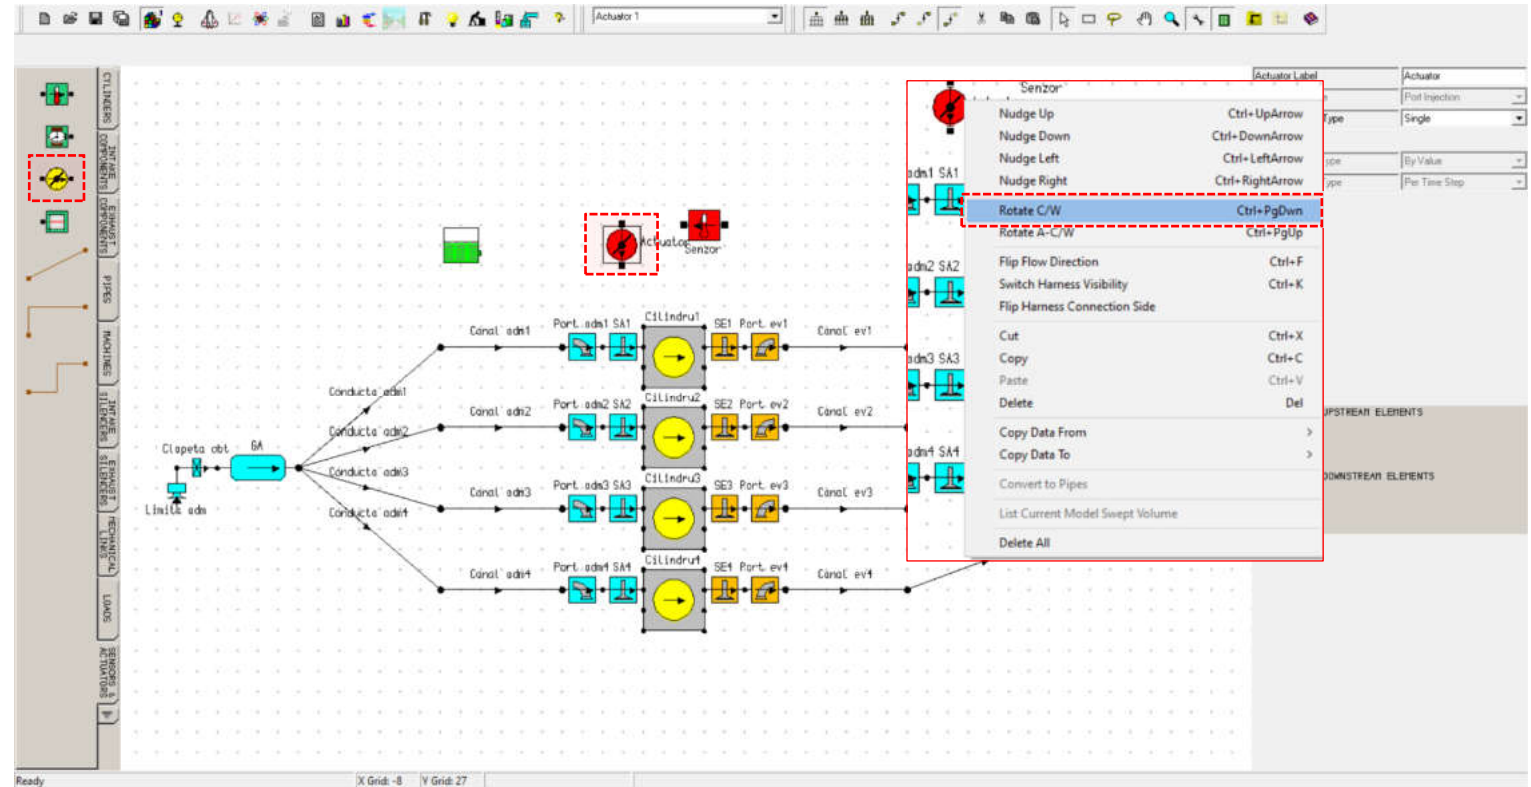 Actuator 1
CYLINDERS
INTAKE
COMPONENTS
EXHAUST
COMPONENTS
PIPES
MACHINES
INTAKE
SILENCERS
EXHAUST
SILENCERS
MECHANICAL
LINKS
LOADS
SENSORS &
ACTUATORS
Actuator
Senzor
Canal adm1
Port adm1 SA1
Cilindru1
SE1 Port ev1
Canal ev1
Conducta adm1
Canal adm2
Port adm2 SA2
Cilindru2
SE2 Port ev2
Canal ev2
Conducta adm2
Clapeta obt
GA
Conducta adm3
Canal adm3
Port adm3 SA3
Cilindru3
SE3 Port ev3
Canal ev3
Limita adm
Conducta adm4
Canal adm4
Port adm4 SA4
Cilindru4
SE4 Port ev4
Canal ev4
Senzor
Nudge Up Ctrl+UpArrow
Nudge Down Ctrl+DownArrow
Nudge Left Ctrl+LeftArrow
Nudge Right Ctrl+RightArrow
Rotate C/W Ctrl+PgDwn
Rotate A-C/W Ctrl+PgUp
Flip Flow Direction Ctrl+F
Switch Harness Visibility Ctrl+K
Flip Harness Connection Side
Cut Ctrl+X
Copy Ctrl+C
Paste Ctrl+V
Delete Del
Copy Data From >
Copy Data To >
Convert to Pipes
List Current Model Swept Volume
Delete All
adm1 SA1
adm2 SA2
adm3 SA3
adm4 SA4
Actuator Label Actuator
Port Injection
Type Single
ype By Value
ype Per Time Step
UPSTREAM ELEMENTS
DOWNSTREAM ELEMENTS
Ready
X Grid: -8
Y Grid: 27